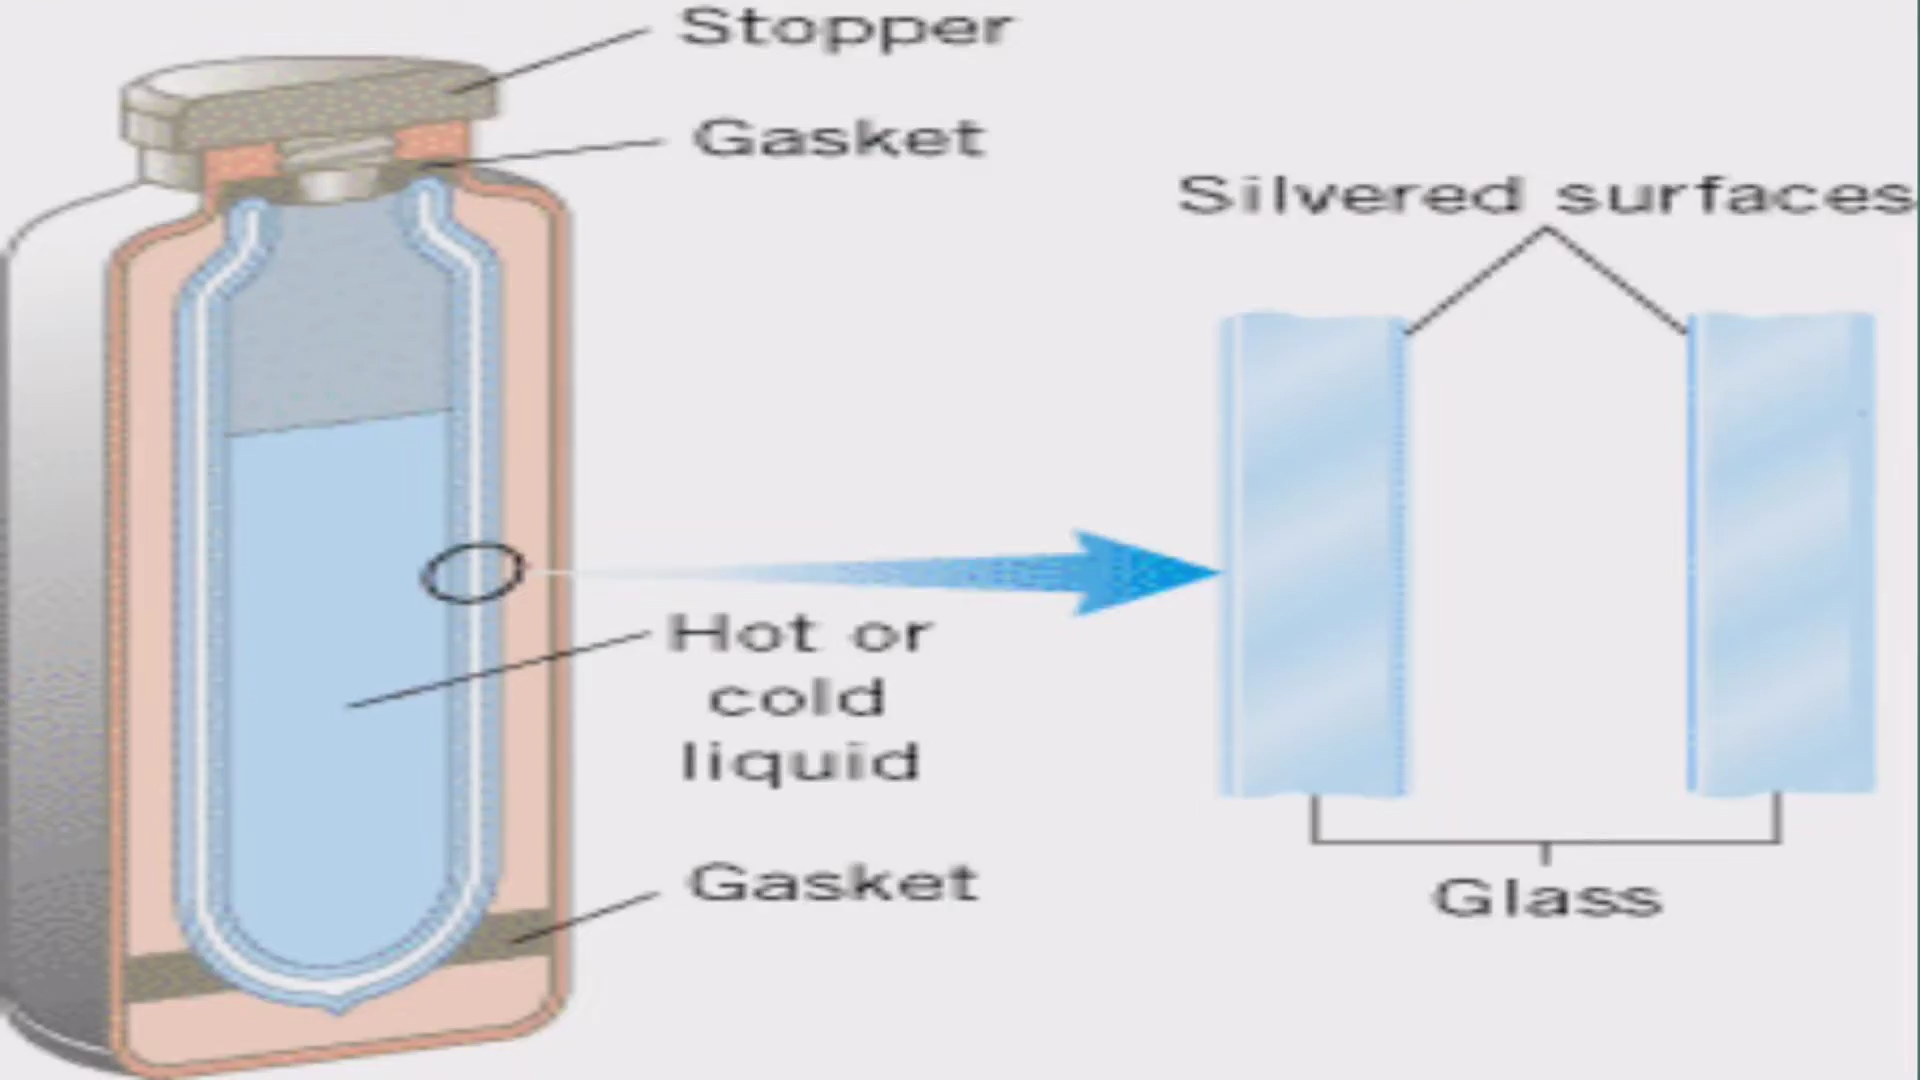 Stopper
Gasket
Silvered surfaces
Hot or
cold
liquid
Gasket
Glass